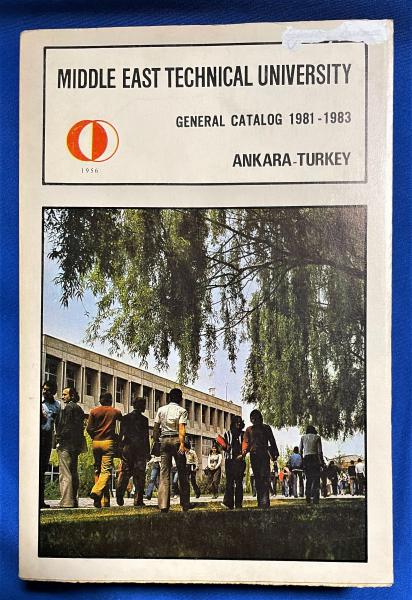 MIDDLE EAST TECHNICAL UNIVERSITY
GENERAL CATALOG 1981-1983
ANKARA-TURKEY
1956